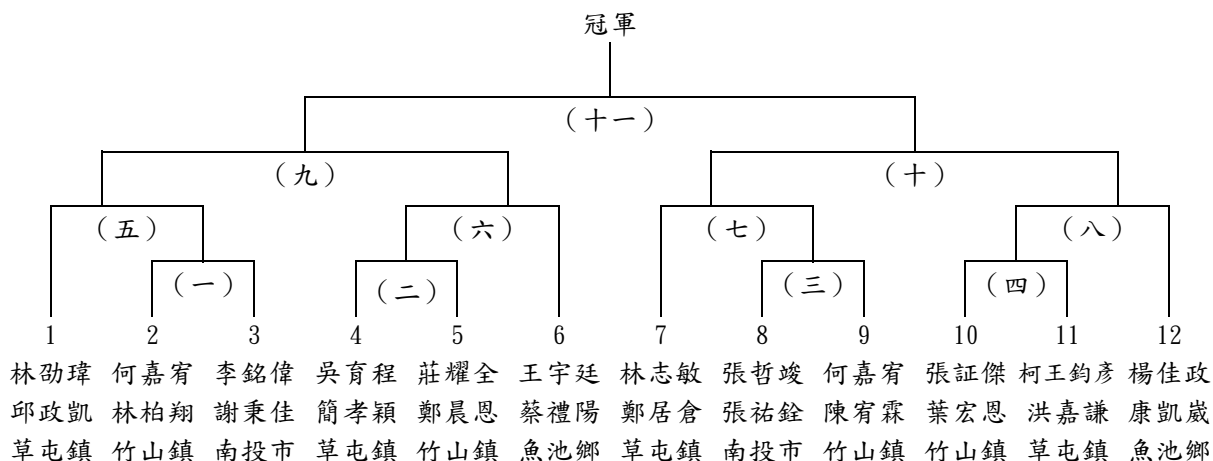 冠軍
（十一）
（九） （十）
（五） （六） （七） （八）
（一） （二） （三） （四）
1 2 3 4 5 6 7 8 9 10 11 12
林劭瑋 何嘉宥 李銘偉 吳育程 莊耀全 王宇廷 林志敏 張哲竣 何嘉宥 張証傑 柯王鈞彥 楊佳政
邱政凱 林柏翔 謝秉佳 簡孝穎 鄭晨恩 蔡禮陽 鄭居倉 張祐銓 陳宥霖 葉宏恩 洪嘉謙 康凱崴
草屯鎮 竹山鎮 南投市 草屯鎮 竹山鎮 魚池鄉 草屯鎮 南投市 竹山鎮 竹山鎮 草屯鎮 魚池鄉